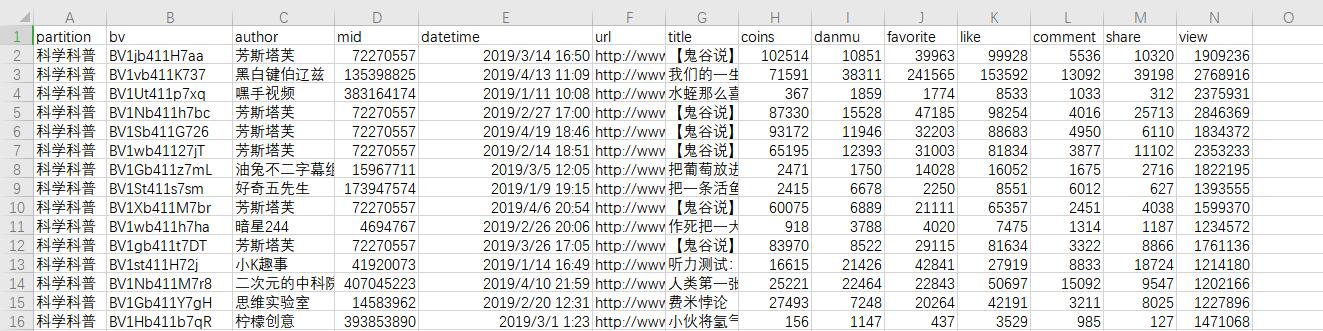 A B C D E F G H I J K L M N O
1 partition bv author mid datetime url title coins danmu favorite like comment share view
2 科学科普 BV1jb411H7aa 芳斯塔芙 72270557 2019/3/14 16:50 http://www 【鬼谷说】 102514 10851 39963 99928 5536 10320 1909236
3 科学科普 BV1vb411K737 黑白键伯辽兹 135398825 2019/4/13 11:09 http://www 我们的一生 71591 38311 241565 153592 13092 39198 2768916
4 科学科普 BV1Ut411p7xq 嘿手视频 383164174 2019/1/11 10:08 http://www 水蛭那么喜 367 1859 1774 8533 1033 312 2375931
5 科学科普 BV1Nb411h7bc 芳斯塔芙 72270557 2019/2/27 17:00 http://www 【鬼谷说】 87330 15528 47185 98254 4016 25713 2846369
6 科学科普 BV1Sb411G726 芳斯塔芙 72270557 2019/4/19 18:46 http://www 【鬼谷说】 93172 11946 32203 88683 4950 6110 1834372
7 科学科普 BV1wb41127jT 芳斯塔芙 72270557 2019/2/14 18:51 http://www 【鬼谷说】 65195 12393 31003 81834 3877 11102 2353233
8 科学科普 BV1Gb411z7mL 油兔不二字幕组 15967711 2019/3/5 12:05 http://www 把葡萄放进 2471 1750 14028 16052 1675 2716 1822195
9 科学科普 BV1St411s7sm 好奇五先生 173947574 2019/1/9 19:15 http://www 把一条活鱼 2415 6678 2250 8551 6012 627 1393555
10 科学科普 BV1Xb411M7br 芳斯塔芙 72270557 2019/4/6 20:54 http://www 【鬼谷说】 60075 6889 21111 65357 2451 4038 1599370
11 科学科普 BV1wb411h7ha 暗星244 4694767 2019/2/26 20:06 http://www 作死把一大 918 3788 4020 7475 1314 1187 1234572
12 科学科普 BV1gb411t7DT 芳斯塔芙 72270557 2019/3/26 17:05 http://www 【鬼谷说】 83970 8522 29115 81634 3322 8866 1761136
13 科学科普 BV1st411H72j 小K趣事 41920073 2019/1/14 16:49 http://www 听力测试： 16615 21426 42841 27919 8833 18724 1214180
14 科学科普 BV1Nb411M7r8 二次元的中科院 407045223 2019/4/10 21:59 http://www 人类第一张 25221 22464 22843 50697 15092 9547 1202166
15 科学科普 BV1Gb411Y7gH 思维实验室 14583962 2019/2/20 12:31 http://www 费米悖论 27493 7248 20264 42191 3211 8025 1227896
16 科学科普 BV1Hb411b7qR 柠檬创意 393853890 2019/3/1 1:23 http://www 小伙将氢气 156 1147 437 3529 985 127 1471068